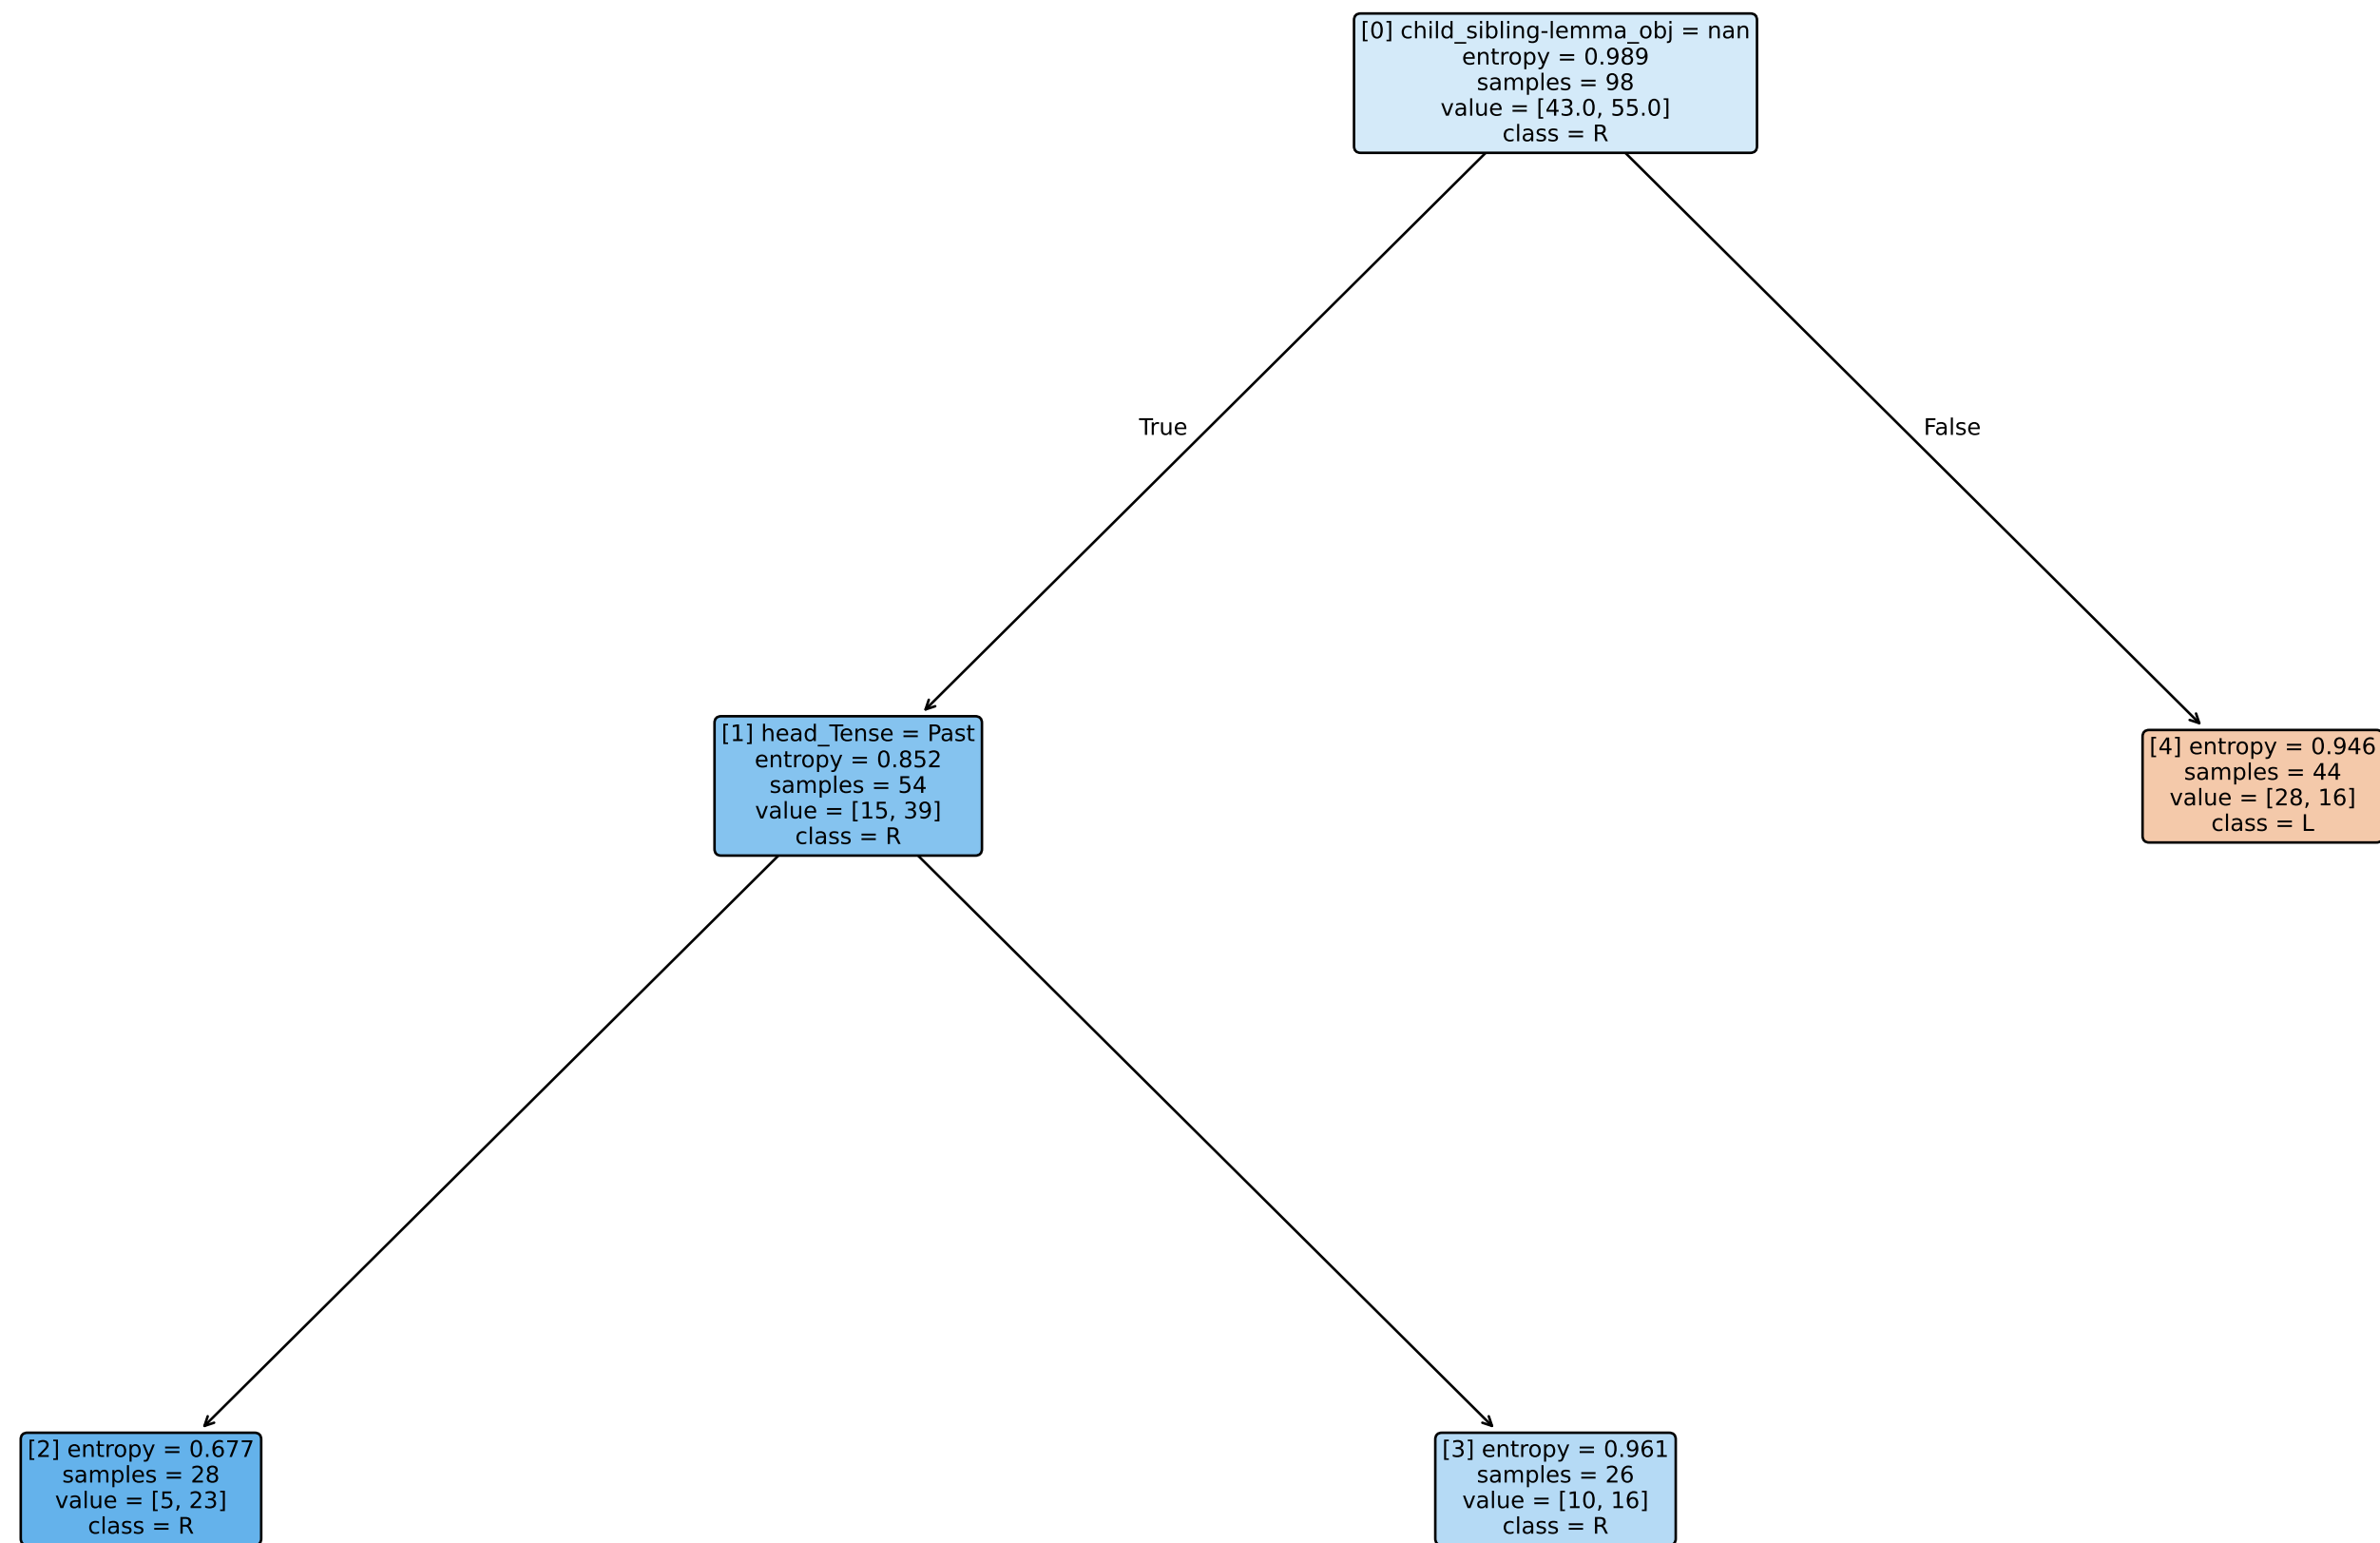 [0] child_sibling-lemma_obj = nan
entropy = 0.989
samples = 98
value = [43.0, 55.0]
class = R
True
False
[1] head_Tense = Past
entropy = 0.852
samples = 54
value = [15, 39]
class = R
[4] entropy = 0.946
samples = 44
value = [28, 16]
class = L
[2] entropy = 0.677
samples = 28
value = [5, 23]
class = R
[3] entropy = 0.961
samples = 26
value = [10, 16]
class = R